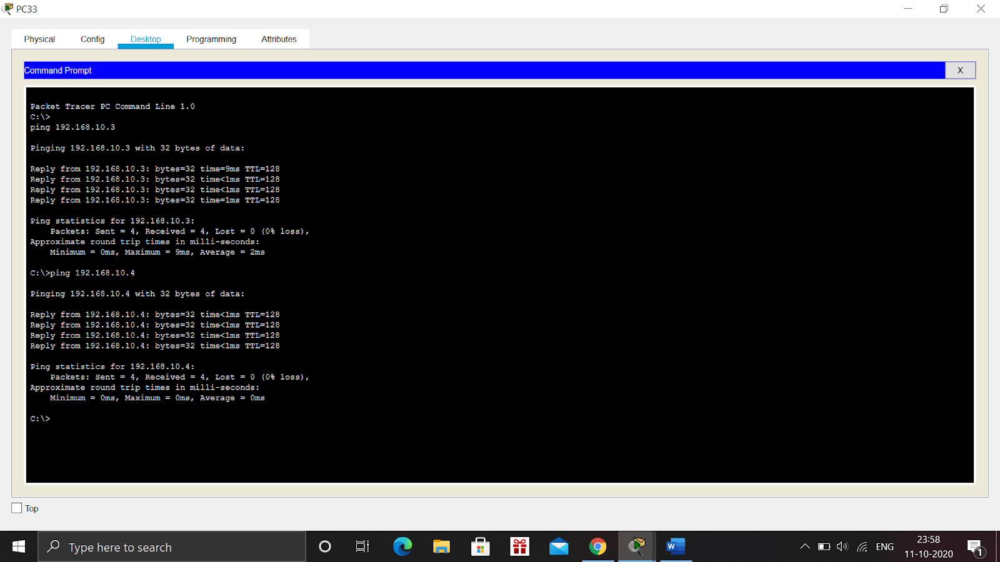 PC33
Physical Config Desktop Programming Attributes
Command Prompt X
Packet Tracer PC Command Line 1.0
C:\>
ping 192.168.10.3
Pinging 192.168.10.3 with 32 bytes of data:
Reply from 192.168.10.3: bytes=32 time=9ms TTL=128
Reply from 192.168.10.3: bytes=32 time<1ms TTL=128
Reply from 192.168.10.3: bytes=32 time<1ms TTL=128
Reply from 192.168.10.3: bytes=32 time=1ms TTL=128
Ping statistics for 192.168.10.3:
Packets: Sent = 4, Received = 4, Lost = 0 (0% loss),
Approximate round trip times in milli-seconds:
Minimum = 0ms, Maximum = 9ms, Average = 2ms
C:\>ping 192.168.10.4
Pinging 192.168.10.4 with 32 bytes of data:
Reply from 192.168.10.4: bytes=32 time<1ms TTL=128
Reply from 192.168.10.4: bytes=32 time<1ms TTL=128
Reply from 192.168.10.4: bytes=32 time<1ms TTL=128
Reply from 192.168.10.4: bytes=32 time<1ms TTL=128
Ping statistics for 192.168.10.4:
Packets: Sent = 4, Received = 4, Lost = 0 (0% loss),
Approximate round trip times in milli-seconds:
Minimum = 0ms, Maximum = 0ms, Average = 0ms
C:\>
Top
Type here to search
W
ENG
23:58
11-10-2020
1